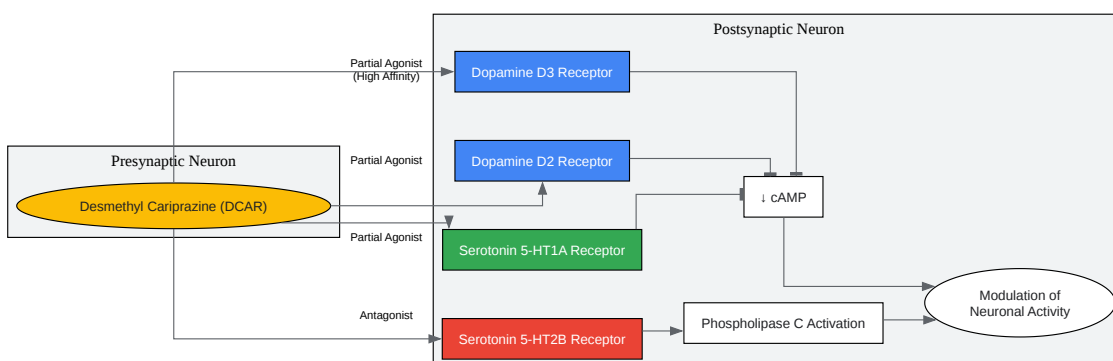 Postsynaptic Neuron
Partial Agonist
(High Affinity)
Dopamine D3 Receptor
Presynaptic Neuron
Partial Agonist
Dopamine D2 Receptor
Desmethyl Cariprazine (DCAR)
↓ cAMP
Partial Agonist
Serotonin 5-HT1A Receptor
Modulation of
Neuronal Activity
Antagonist
Phospholipase C Activation
Serotonin 5-HT2B Receptor